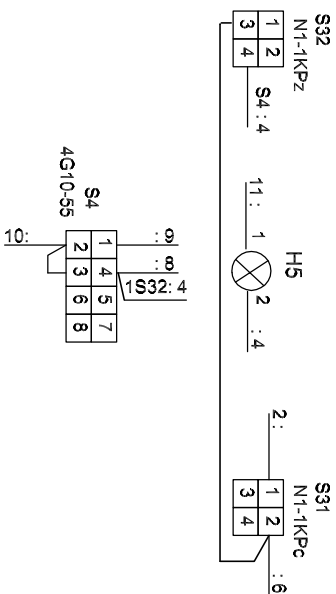 S32
N1-1KPz
1 2
3 4
S4 : 4
H5
11 :
1
2
: 4
S31
N1-1KPc
1 2
3 4
2 :
: 6
S4
4G10-55
1 4 5 7
2 3 6 8
: 9
: 8
1S32: 4
10: